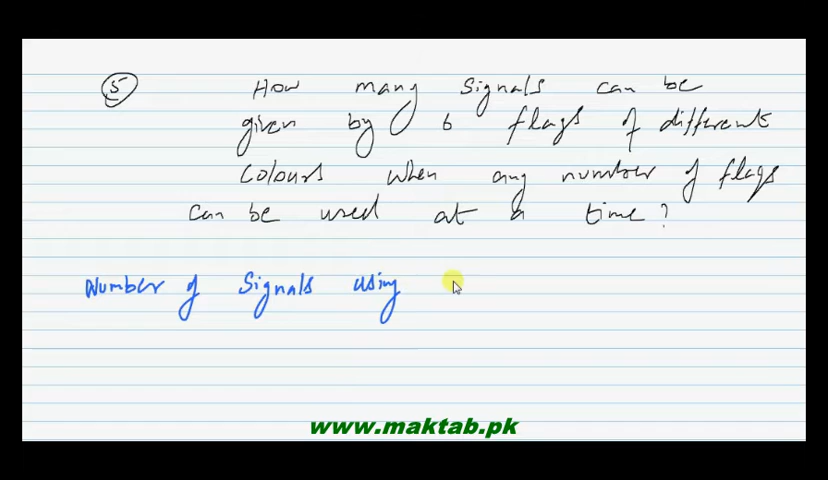 5 How many signals can be
given by 6 flags of different
colours when any number of flags
can be used at a time?
Number of signals using
www.maktab.pk